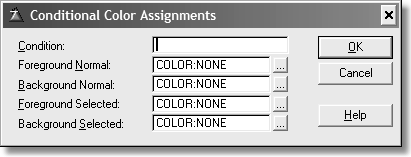 Conditional Color Assignments
Condition:
OK
Foreground Normal: COLOR:NONE ...
Cancel
Background Normal: COLOR:NONE ...
Foreground Selected: COLOR:NONE ...
Help
Background Selected: COLOR:NONE ...